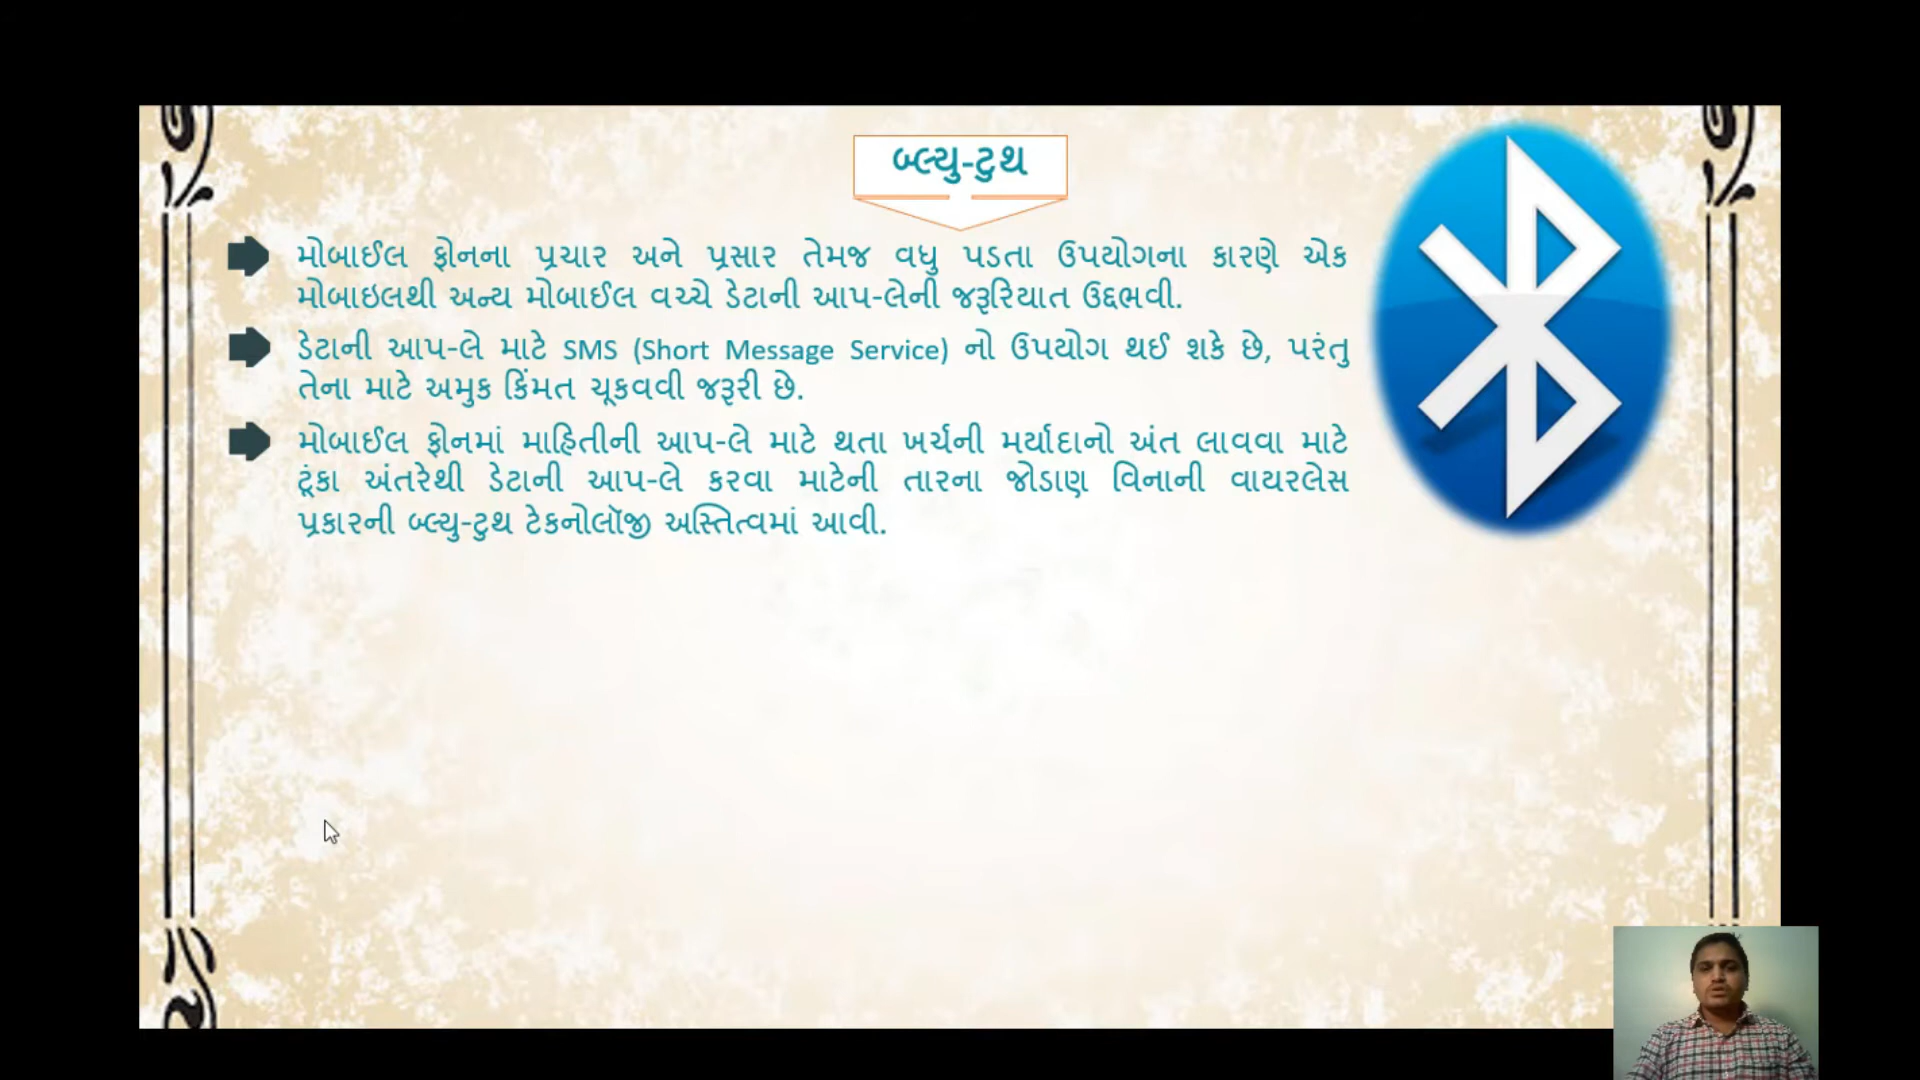 બ્લ્યુ-ટુથ
મોબાઈલ ફોનના પ્રચાર અને પ્રસાર તેમજ વધુ પડતા ઉપયોગના કારણે એક
મોબાઇલથી અન્ય મોબાઈલ વચ્ચે ડેટાની આપ-લેની જરૂરિયાત ઉદ્દભવી.
ડેટાની આપ-લે માટે SMS (Short Message Service) નો ઉપયોગ થઈ શકે છે, પરંતુ
તેના માટે અમુક કિંમત ચૂકવવી જરૂરી છે.
મોબાઈલ ફોનમાં માહિતીની આપ-લે માટે થતા ખર્ચની મર્યાદાનો અંત લાવવા માટે
ટૂંકા અંતરેથી ડેટાની આપ-લે કરવા માટેની તારના જોડાણ વિનાની વાયરલેસ
પ્રકારની બ્લ્યુ-ટુથ ટેકનોલૉજી અસ્તિત્વમાં આવી.